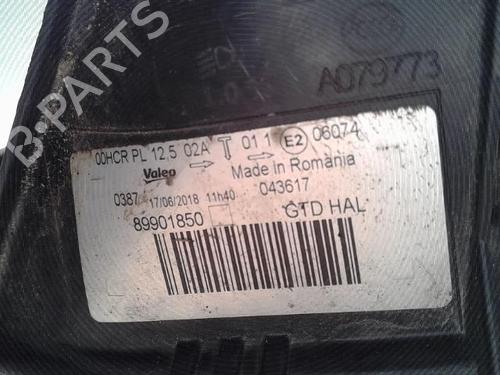 B-PARTS
A079773
00HCR PL 12,5 02A T 01 1 E2 06074
Valeo Made in Romania
0387 17/06/2018 11h40 043617
89901850 GTD HAL